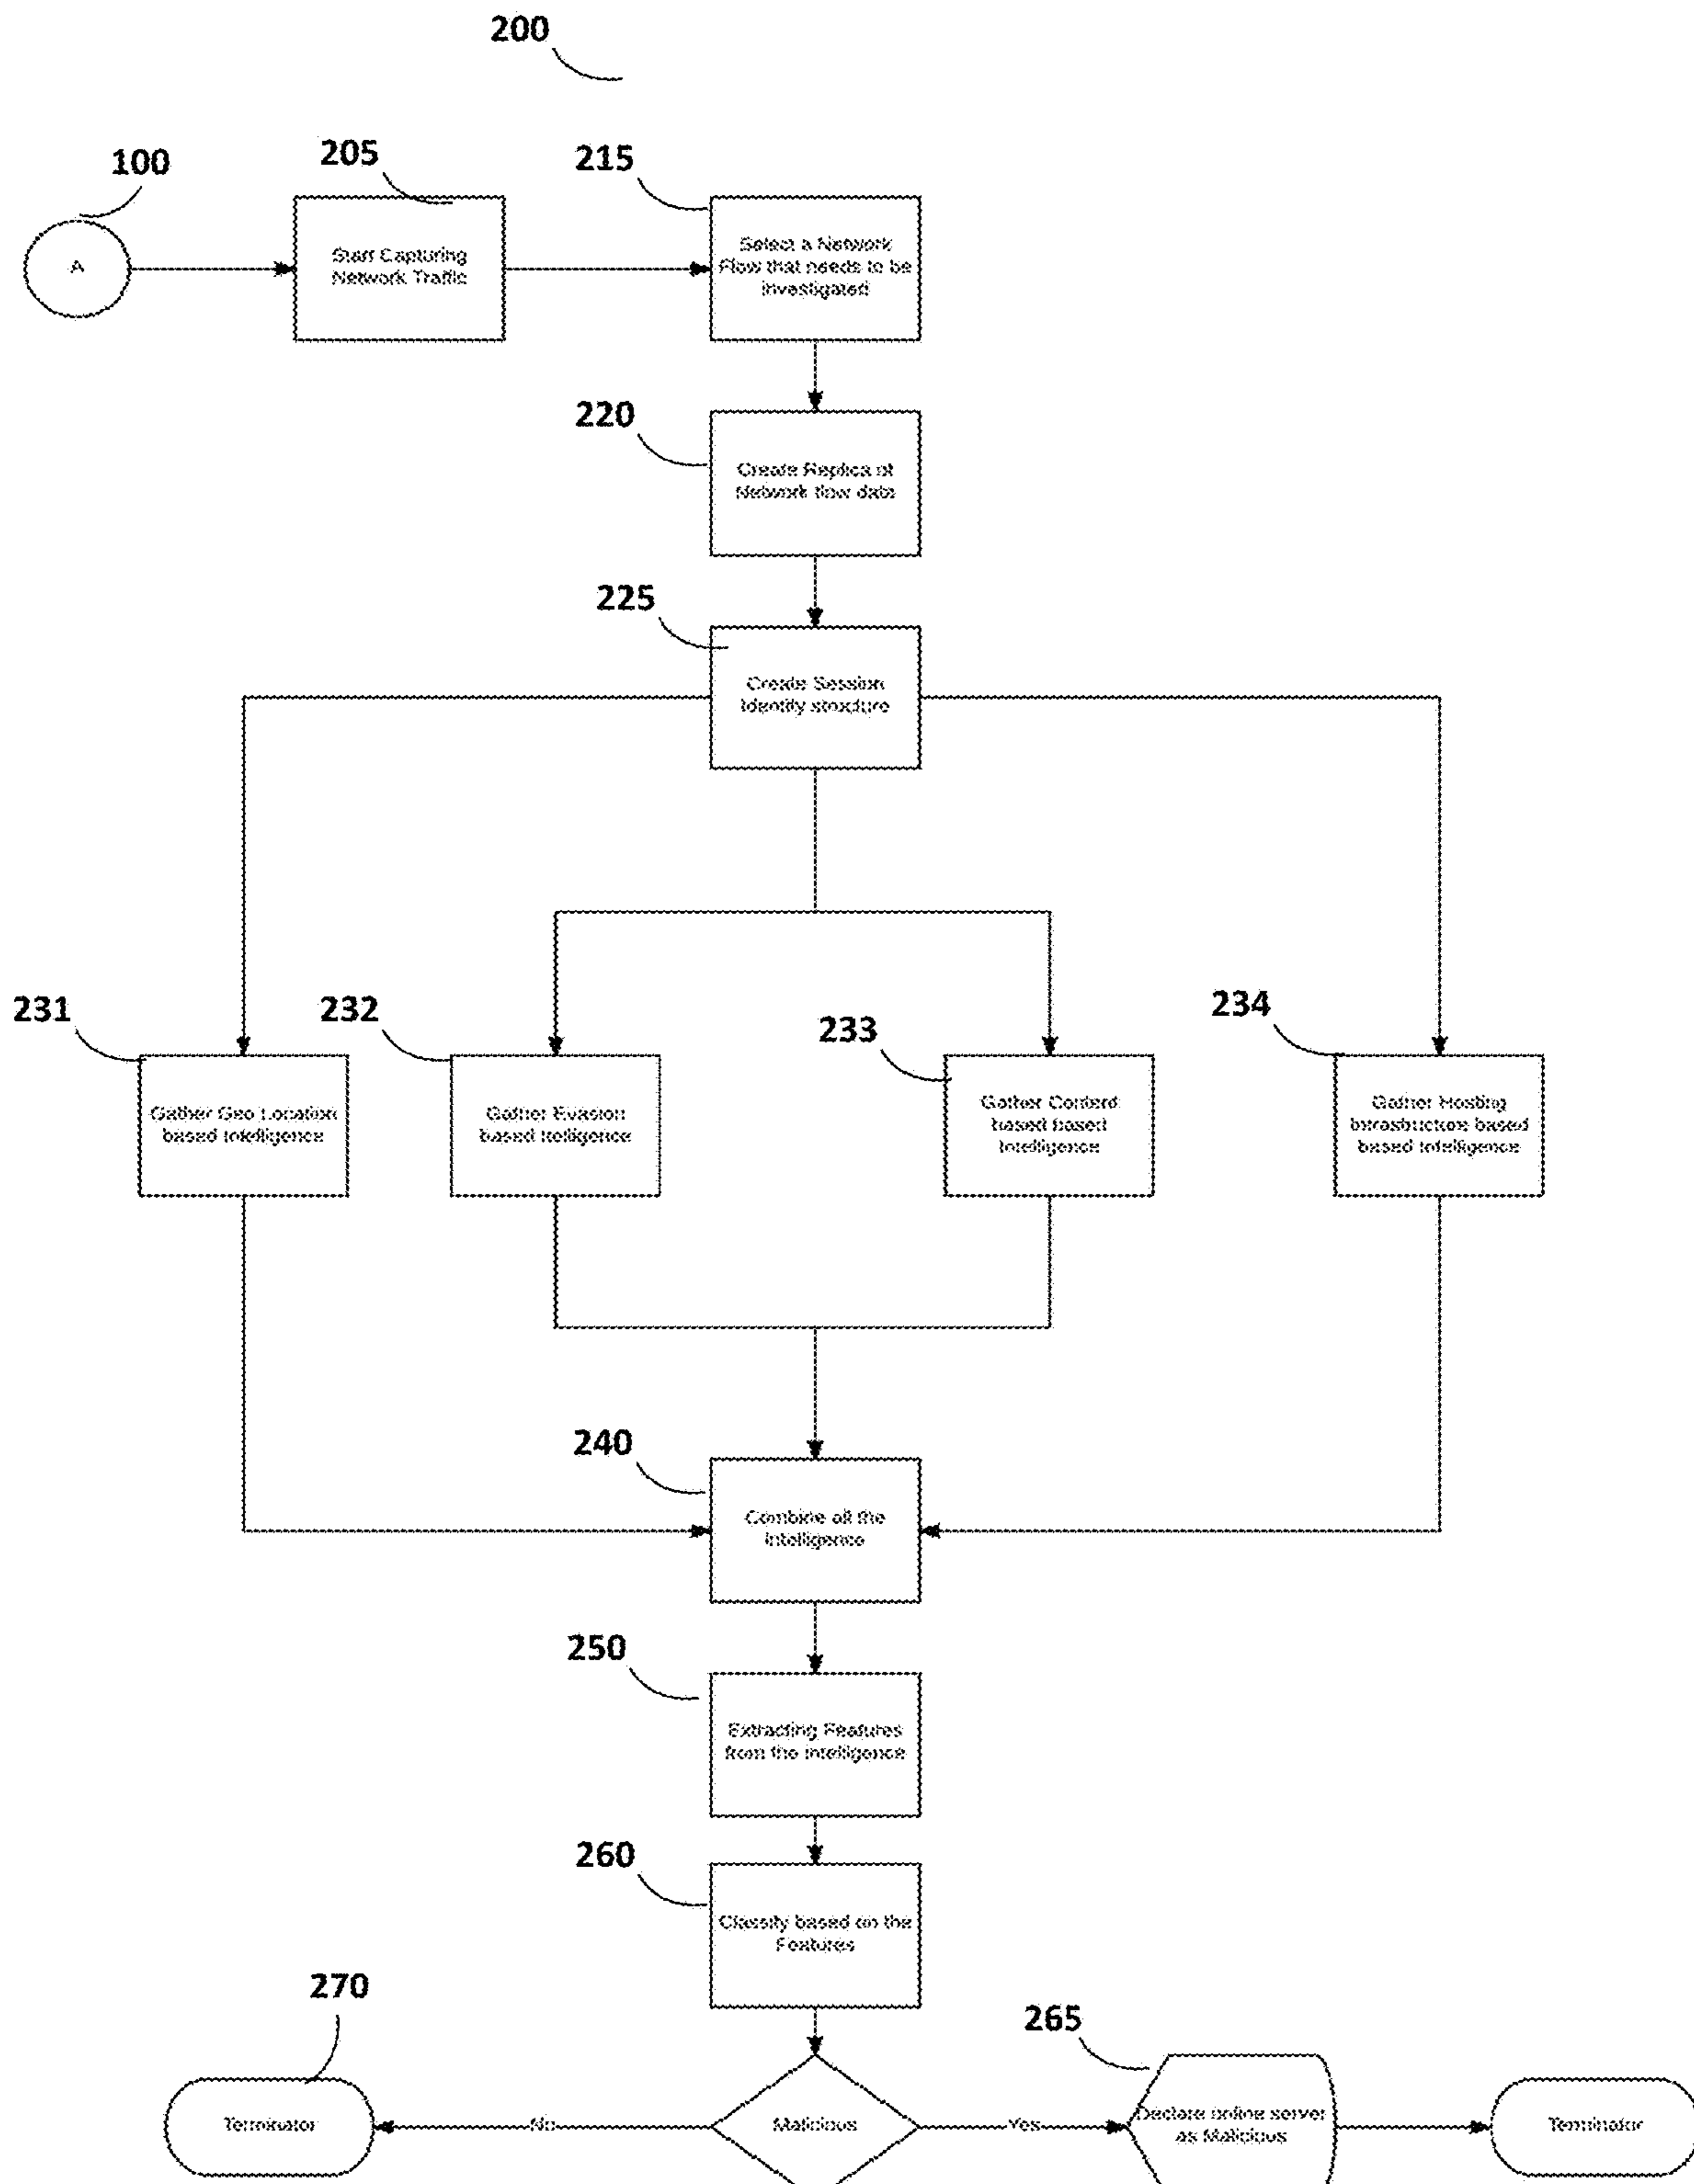 200
100
205
215
A
Start Capturing
Network Traffic
Select a Network
Flow that needs to be
investigated
220
Create Replica of
Network flow data
225
Create Session
Identity structure
231
232
233
234
Gather Geo Location
based Intelligence
Gather Evasion
based Itelligence
Gather Content
based based
Intelligence
Gather Hosting
Infrastructure based
based Intelligence
240
Combine all the
Intelligence
250
Extracting Features
from the Intelligence
260
Classify based on the
Features
270
265
Terminator
No
Malicious
Yes
Declare online server
as Malicious
Terminator